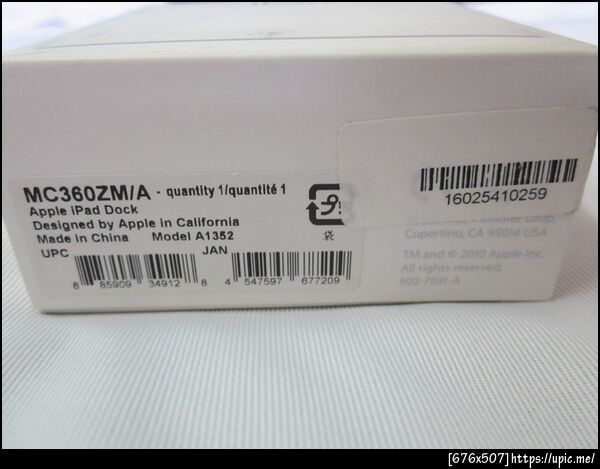 MC360ZM/A - quantity 1/quantité 1
Apple iPad Dock
Designed by Apple in California
Made in China Model A1352
UPC JAN
8 85909 34912 8 4 547597 677209
袋
16025410259
Loop,
Cupertino, CA 95014 USA
TM and © 2010 Apple Inc.
All rights reserved.
602-7031-A
[676x507]https://upic.me/